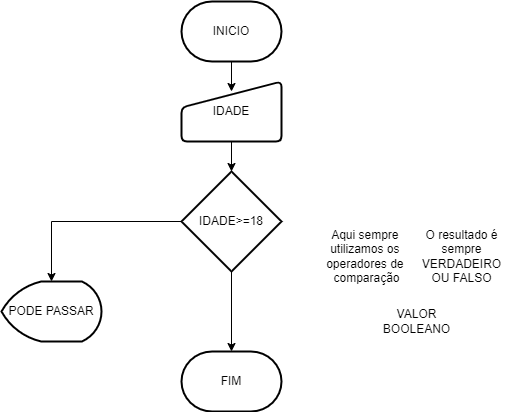 INICIO
IDADE
IDADE>=18
Aqui sempre
utilizamos os
operadores de
comparação
O resultado é
sempre
VERDADEIRO
OU FALSO
PODE PASSAR
VALOR
BOOLEANO
FIM